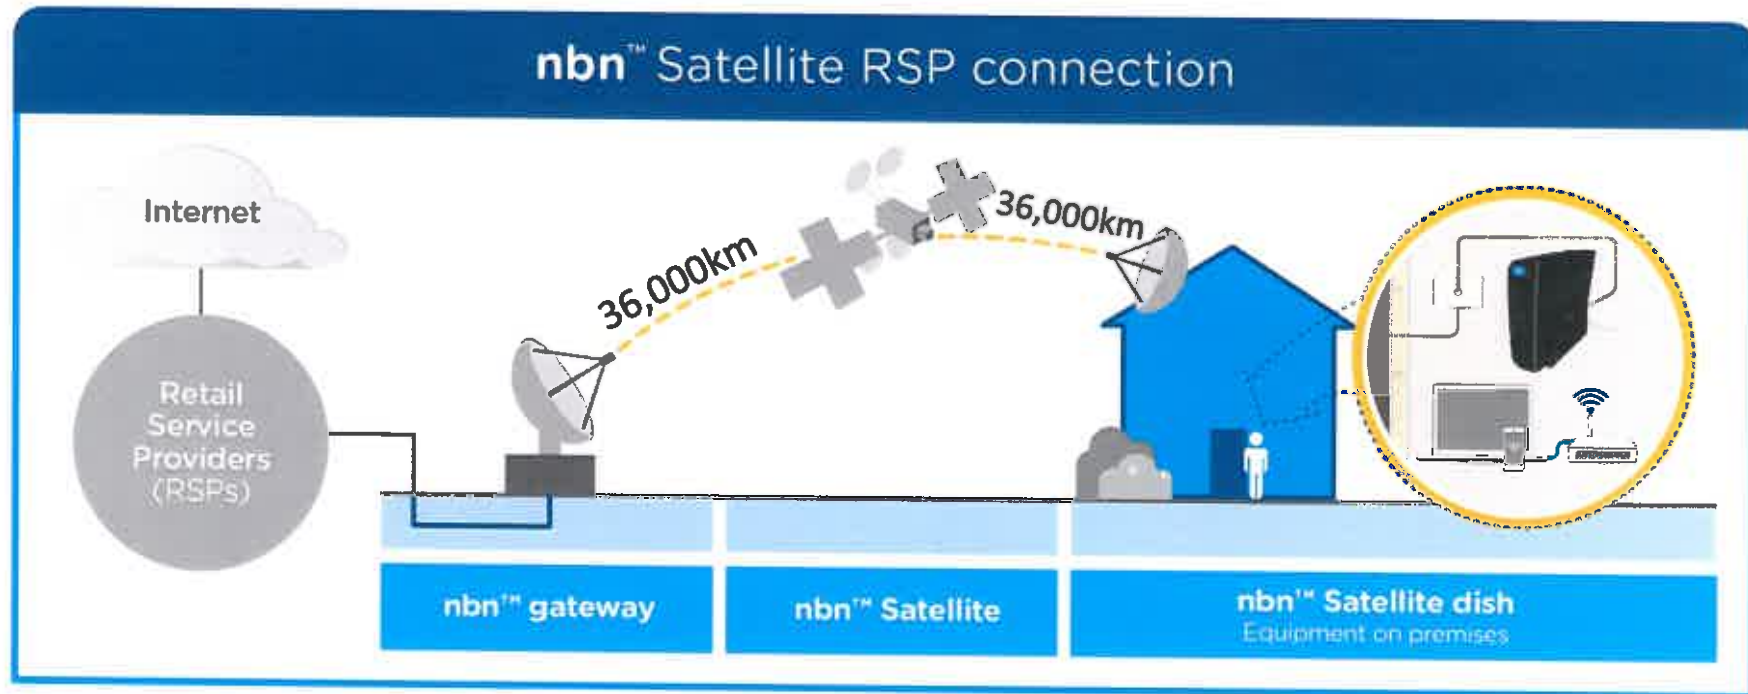 nbn™ Satellite RSP connection
Internet
36,000km
36,000km
Retail
Service
Providers
(RSPs)
nbn™ gateway
nbn™ Satellite
nbn™ Satellite dish
Equipment on premises